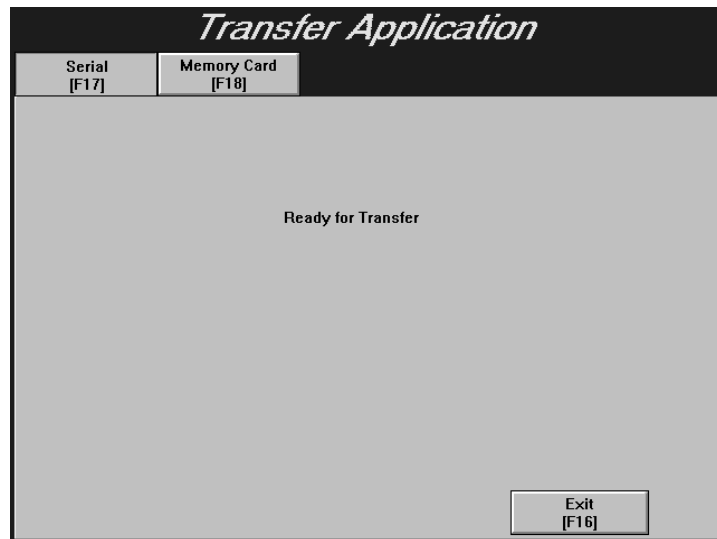 Transfer Application
Serial
[F17]
Memory Card
[F18]
Ready for Transfer
Exit
[F16]